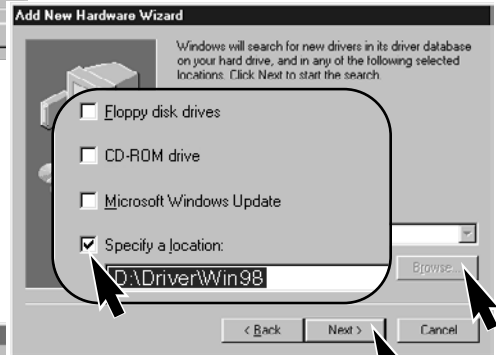 Add New Hardware Wizard
Windows will search for new drivers in its driver database
on your hard drive, and in any of the following selected
locations. Click Next to start the search.
Floppy disk drives
CD-ROM drive
Microsoft Windows Update
Specify a location:
D:\Driver\Win98
Browse...
< Back
Next >
Cancel